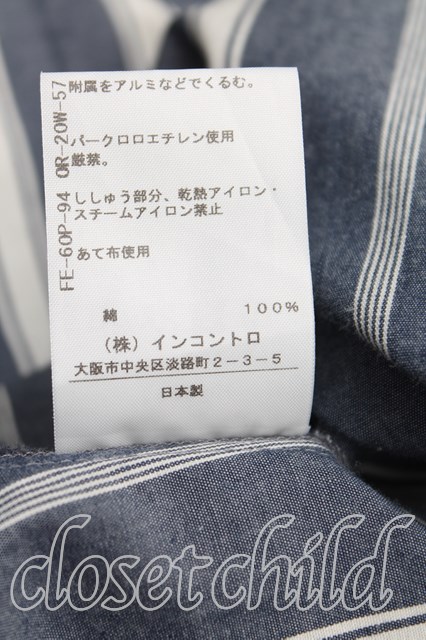 附属をアルミなどでくるむ。
パークロロエチレン使用
厳禁。
ししゅう部分、乾熱アイロン・
スチームアイロン禁止
あて布使用
綿 100%
(株) インコントロ
大阪市中央区淡路町2-3-5
日本製
FE-60P-94 OR-20W-57
closet child